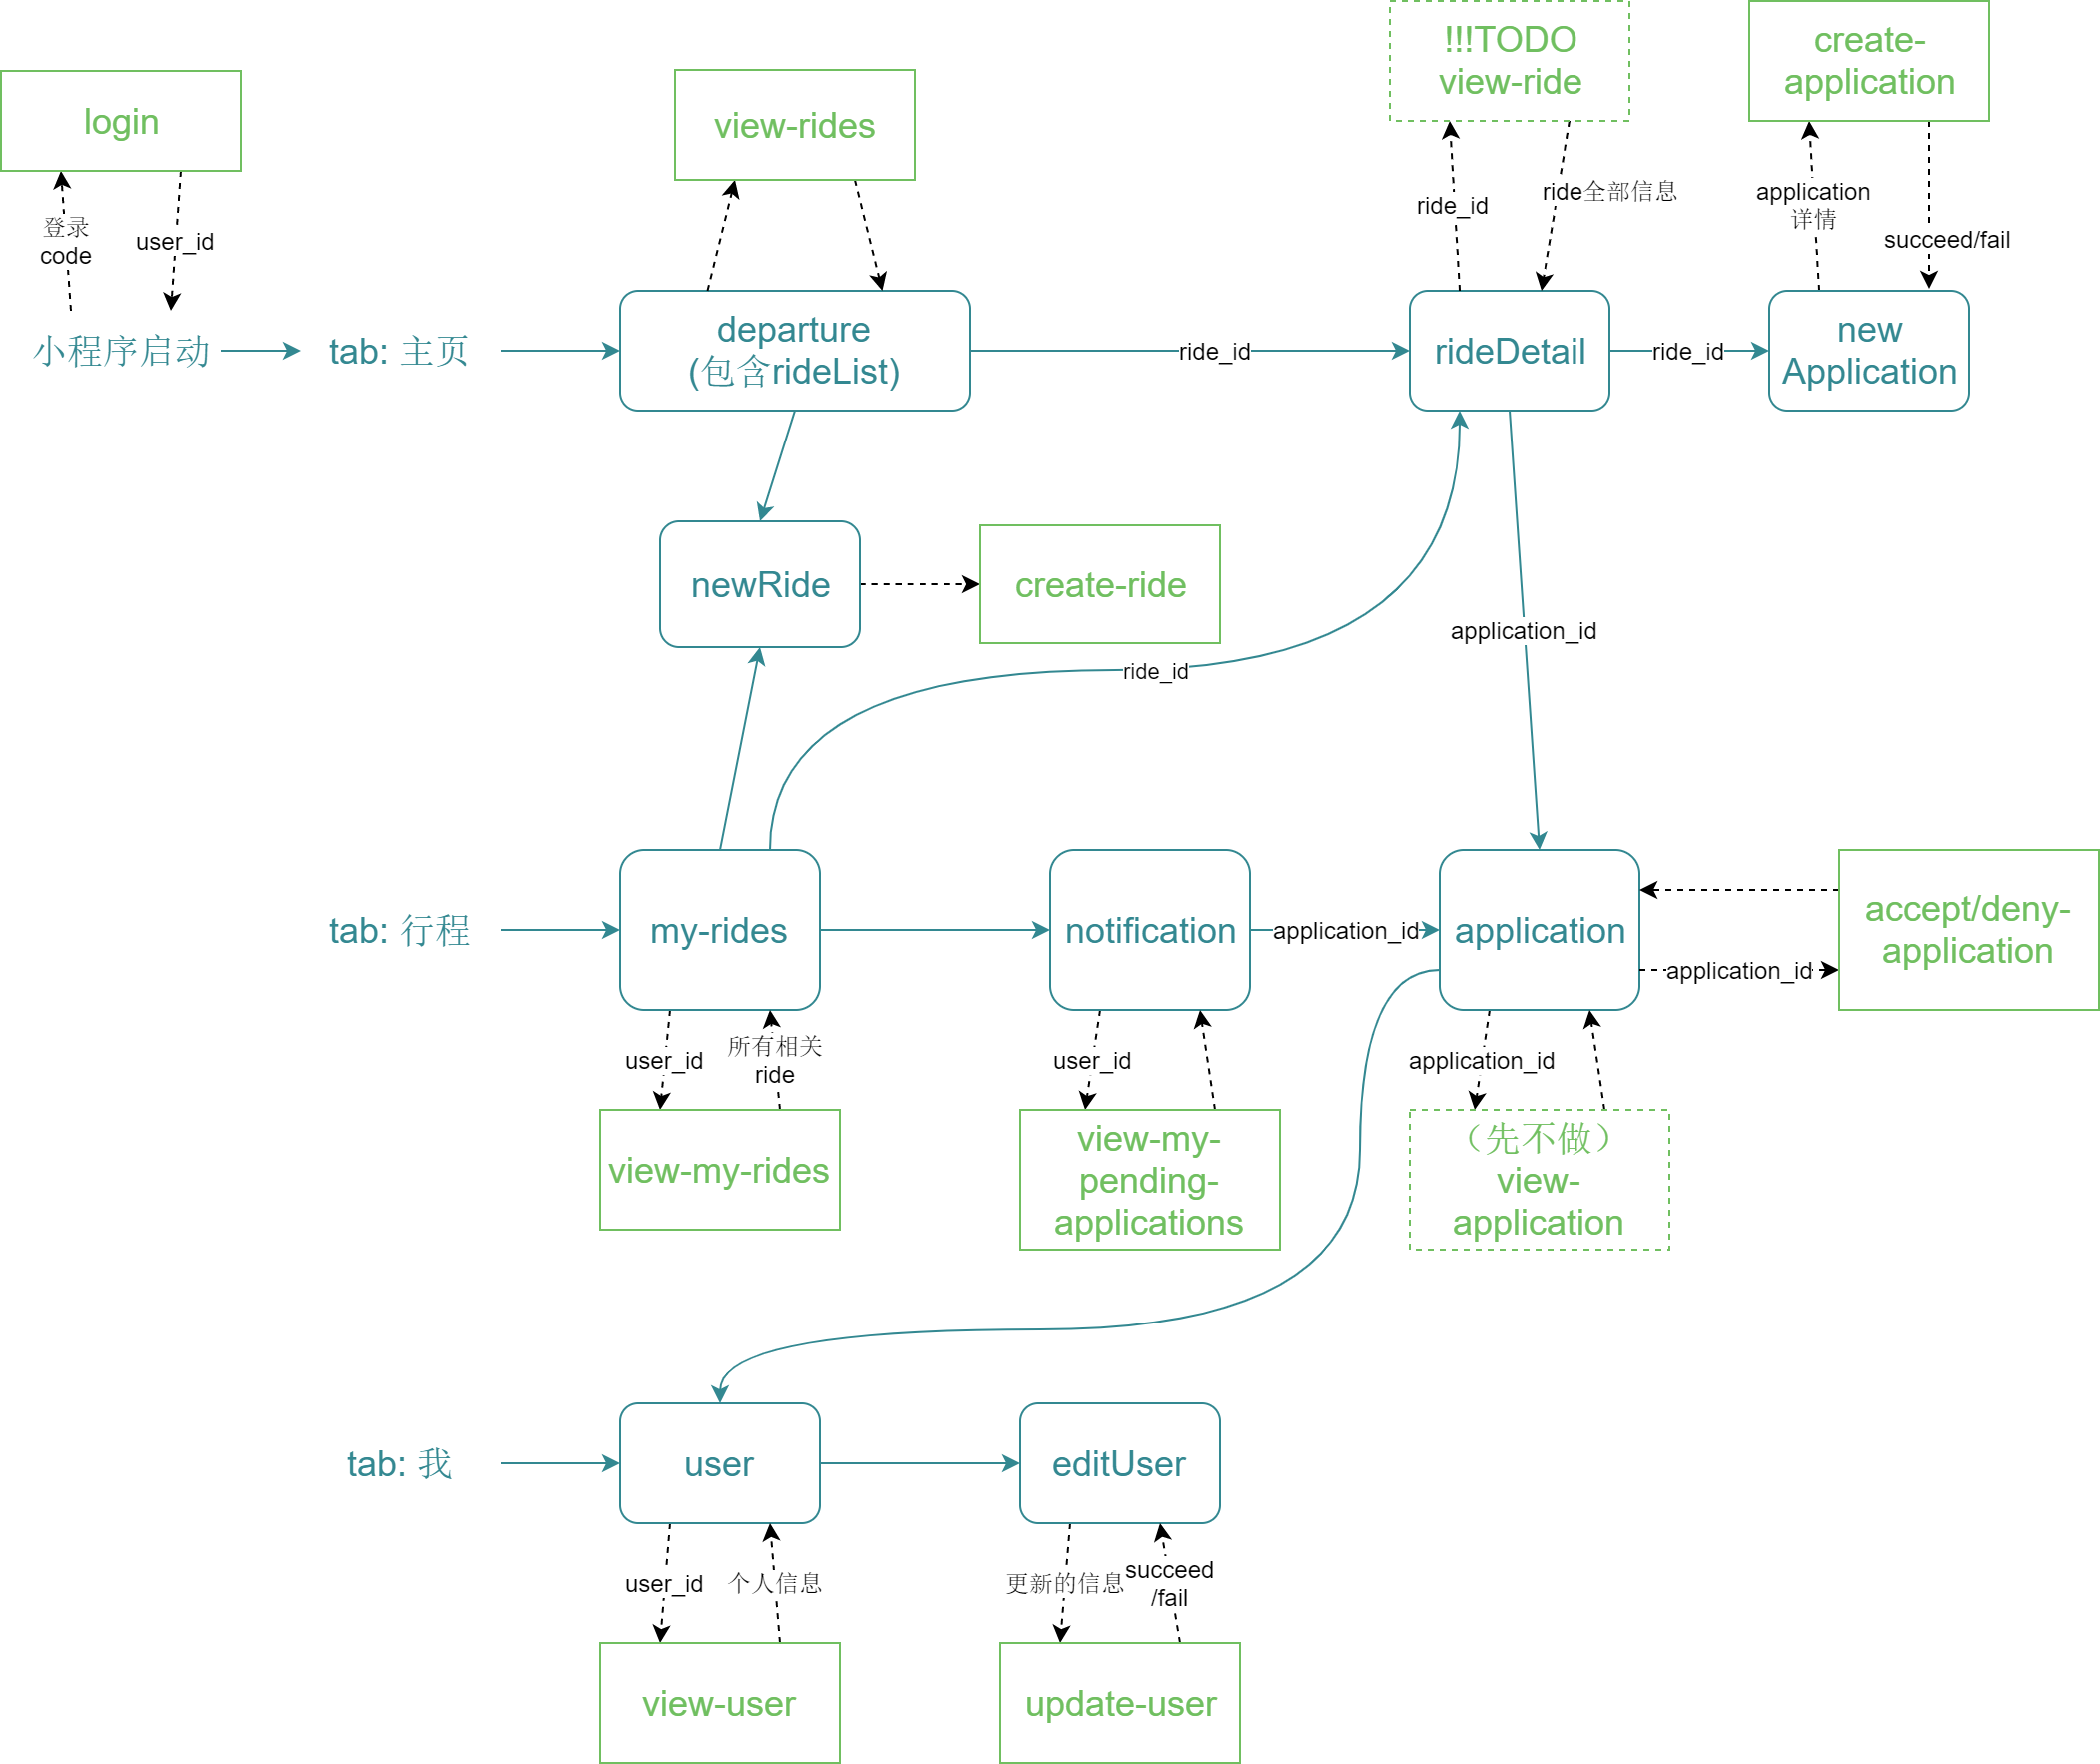 !!!TODO
view-ride
create-
application
login
view-rides
登录
code
user_id
ride_id
ride全部信息
application
详情
succeed/fail
小程序启动
tab: 主页
departure
(包含rideList)
ride_id
rideDetail
ride_id
new
Application
newRide
create-ride
application_id
ride_id
tab: 行程
my-rides
notification
application_id
application
accept/deny-
application
application_id
user_id
所有相关
ride
user_id
application_id
view-my-rides
view-my-
pending-
applications
（先不做）
view-
application
tab: 我
user
editUser
user_id
个人信息
更新的信息
succeed
/fail
view-user
update-user